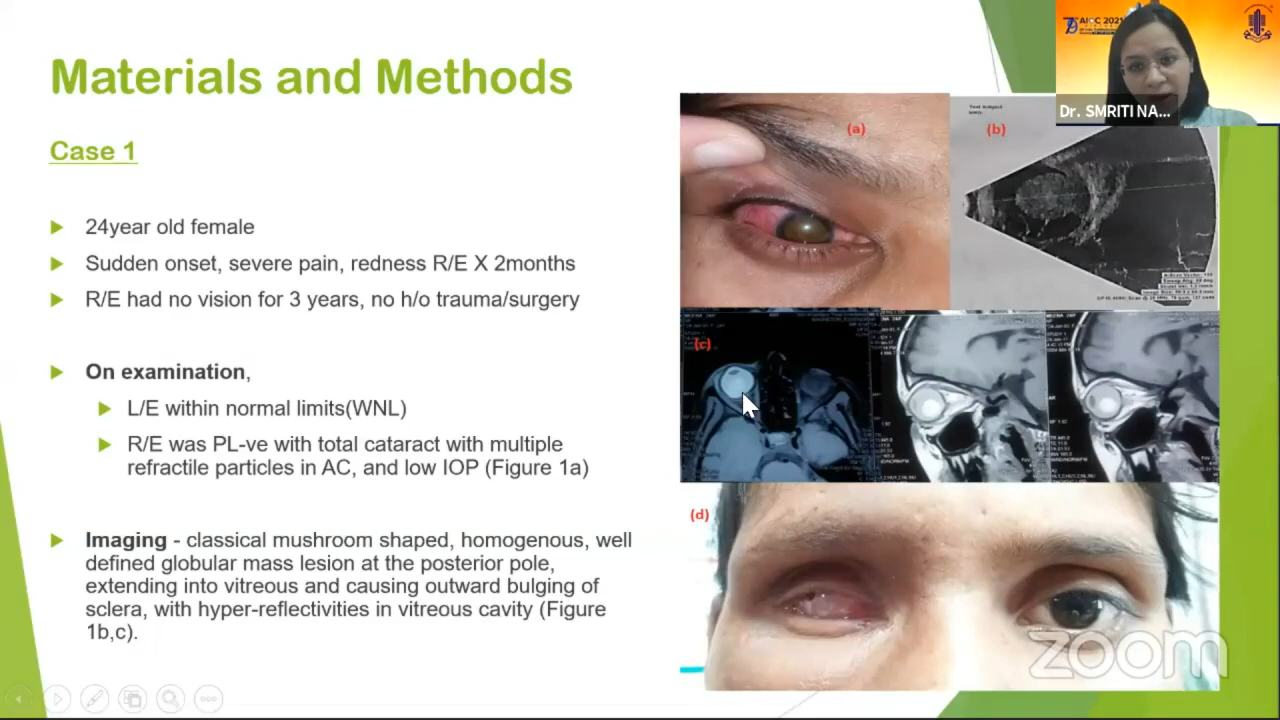 Materials and Methods
Case 1
24year old female
Sudden onset, severe pain, redness R/E X 2months
R/E had no vision for 3 years, no h/o trauma/surgery
On examination,
L/E within normal limits(WNL)
R/E was PL-ve with total cataract with multiple
refractile particles in AC, and low IOP (Figure 1a)
Imaging - classical mushroom shaped, homogenous, well
defined globular mass lesion at the posterior pole,
extending into vitreous and causing outward bulging of
sclera, with hyper-reflectivities in vitreous cavity (Figure
1b,c).
AIOC 2021
Dr. SMRITI NA...
(a)
(b)
(c)
(d)
zoom